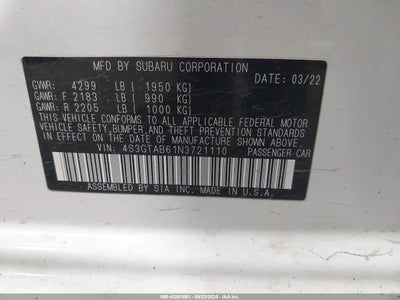 MFD BY SUBARU CORPORATION
DATE: 03/22
GVWR: 4299 LB ( 1950 KG)
GAWR: F 2183 LB ( 990 KG)
GAWR: R 2205 LB ( 1000 KG)
THIS VEHICLE CONFORMS TO ALL APPLICABLE FEDERAL MOTOR
VEHICLE SAFETY, BUMPER, AND THEFT PREVENTION STANDARDS
IN EFFECT ON THE DATE OF MANUFACTURE SHOWN ABOVE.
VIN: 4S3GTAB61N3721110 PASSENGER CAR
ASSEMBLED BY SIA INC. MADE IN U.S.A.